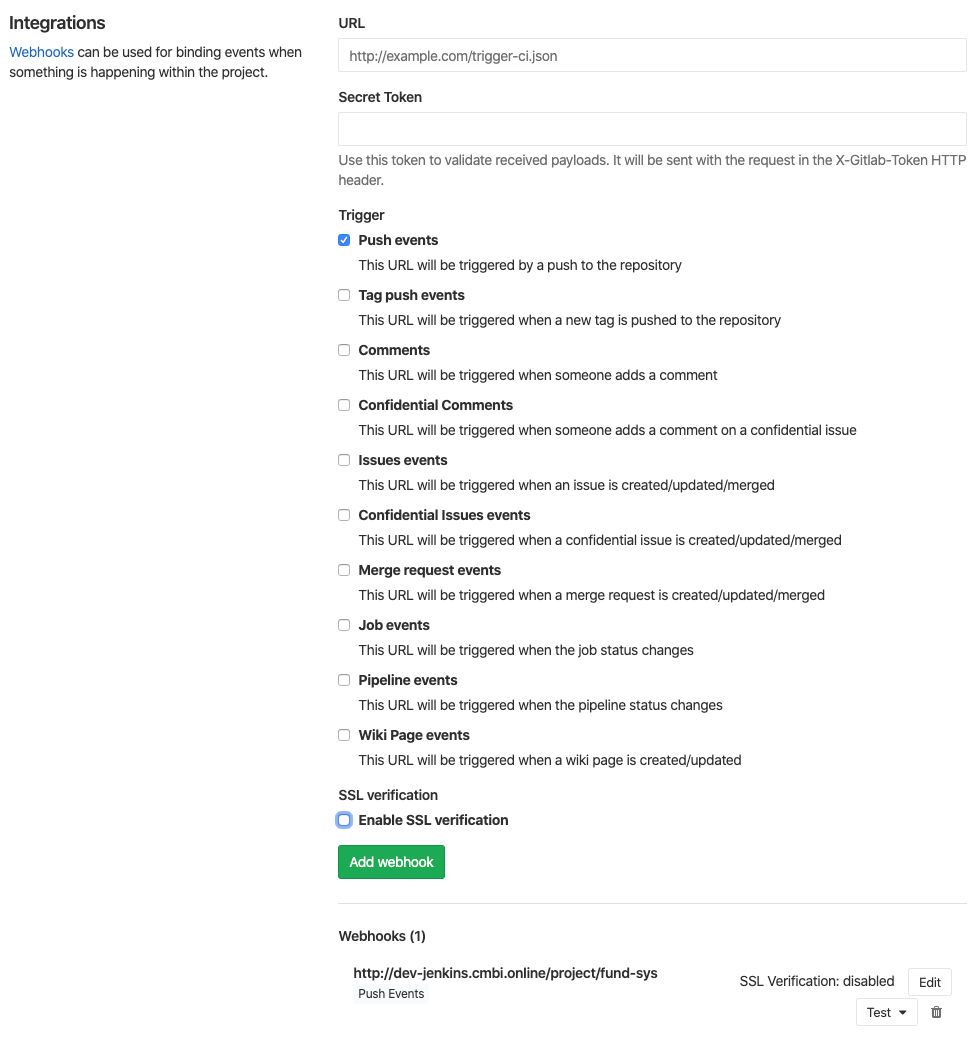 Integrations
Webhooks can be used for binding events when
something is happening within the project.
URL
http://example.com/trigger-ci.json
Secret Token
Use this token to validate received payloads. It will be sent with the request in the X-Gitlab-Token HTTP
header.
Trigger
Push events
This URL will be triggered by a push to the repository
Tag push events
This URL will be triggered when a new tag is pushed to the repository
Comments
This URL will be triggered when someone adds a comment
Confidential Comments
This URL will be triggered when someone adds a comment on a confidential issue
Issues events
This URL will be triggered when an issue is created/updated/merged
Confidential Issues events
This URL will be triggered when a confidential issue is created/updated/merged
Merge request events
This URL will be triggered when a merge request is created/updated/merged
Job events
This URL will be triggered when the job status changes
Pipeline events
This URL will be triggered when the pipeline status changes
Wiki Page events
This URL will be triggered when a wiki page is created/updated
SSL verification
Enable SSL verification
Add webhook
Webhooks (1)
http://dev-jenkins.cmbi.online/project/fund-sys
Push Events
SSL Verification: disabled
Edit
Test